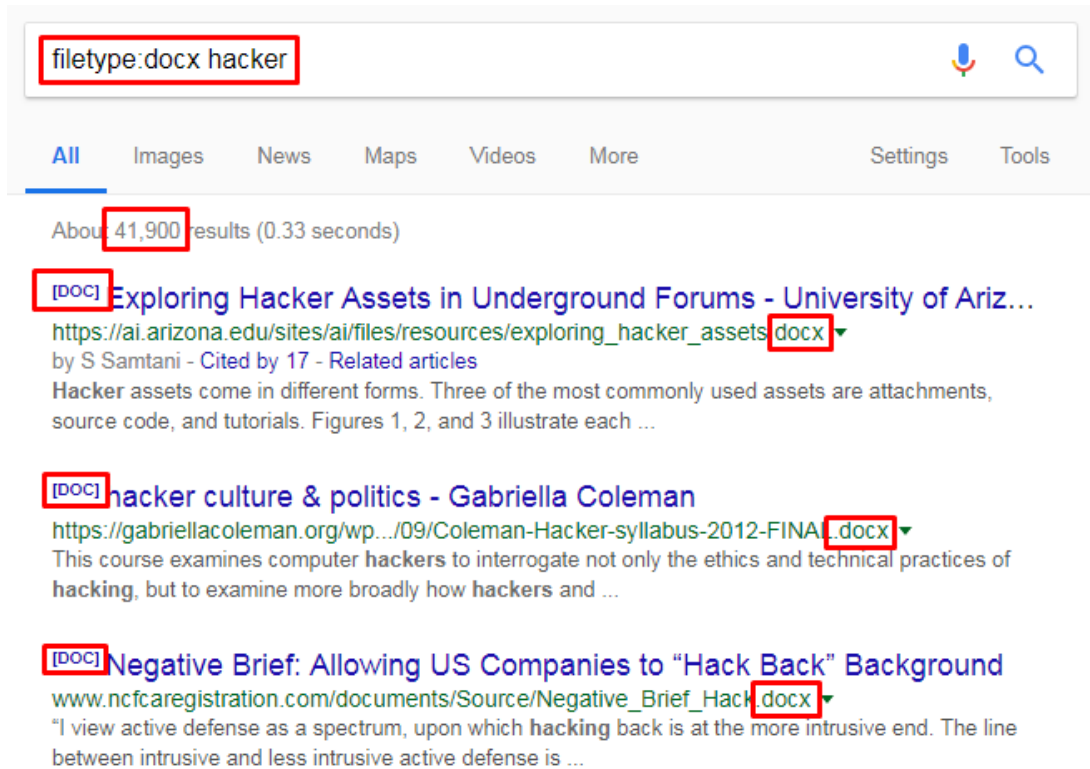 filetype:docx hacker
All Images News Maps Videos More Settings Tools
About 41,900 results (0.33 seconds)
[DOC] Exploring Hacker Assets in Underground Forums - University of Ariz...
https://ai.arizona.edu/sites/ai/files/resources/exploring_hacker_assets.docx
by S Samtani - Cited by 17 - Related articles
Hacker assets come in different forms. Three of the most commonly used assets are attachments,
source code, and tutorials. Figures 1, 2, and 3 illustrate each ...
[DOC] hacker culture & politics - Gabriella Coleman
https://gabriellacoleman.org/wp.../09/Coleman-Hacker-syllabus-2012-FINAL.docx
This course examines computer hackers to interrogate not only the ethics and technical practices of
hacking, but to examine more broadly how hackers and ...
[DOC] Negative Brief: Allowing US Companies to “Hack Back” Background
www.ncfcaregistration.com/documents/Source/Negative_Brief_Hack.docx
“I view active defense as a spectrum, upon which hacking back is at the more intrusive end. The line
between intrusive and less intrusive active defense is ...